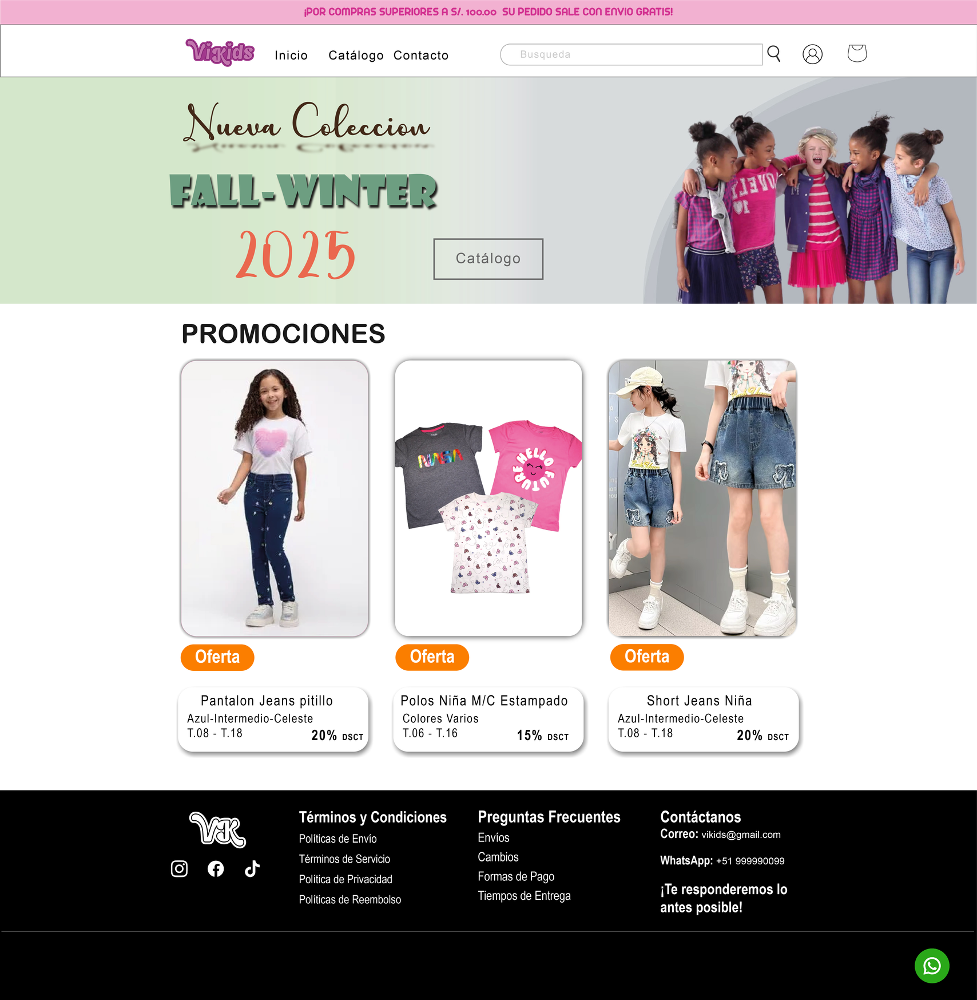 ¡POR COMPRAS SUPERIORES A S/. 100.00 SU PEDIDO SALE CON ENVIO GRATIS!
ViKids
Inicio Catálogo Contacto
Busqueda
Nueva Coleccion
FALL-WINTER
2025
Catálogo
LOVELY
PROMOCIONES
NASA
HELLO FUTURE
Oferta
Oferta
Oferta
Pantalon Jeans pitillo
Azul-Intermedio-Celeste
T.08 - T.18
20% DSCT
Polos Niña M/C Estampado
Colores Varios
T.06 - T.16
15% DSCT
Short Jeans Niña
Azul-Intermedio-Celeste
T.08 - T.18
20% DSCT
VK
Términos y Condiciones
Políticas de Envío
Términos de Servicio
Política de Privacidad
Políticas de Reembolso
Preguntas Frecuentes
Envíos
Cambios
Formas de Pago
Tiempos de Entrega
Contáctanos
Correo: vikids@gmail.com
WhatsApp: +51 999990099
¡Te responderemos lo
antes posible!